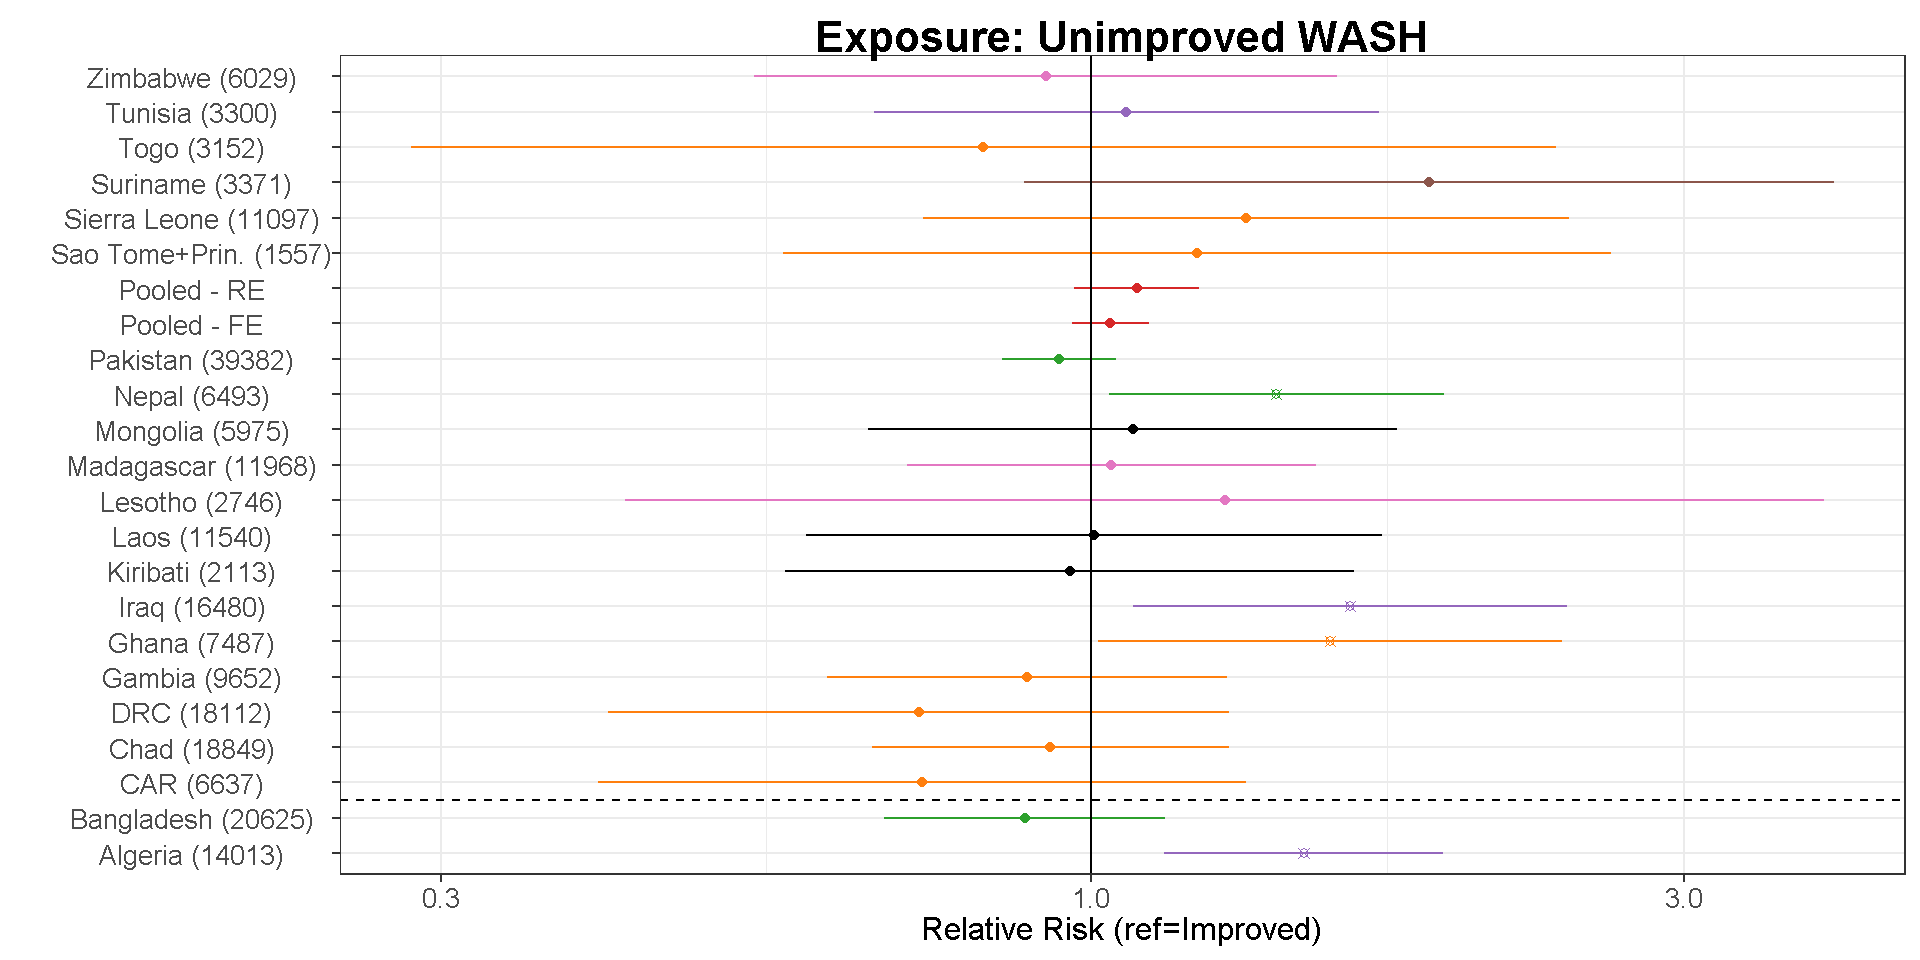 Exposure: Unimproved WASH
Zimbabwe (6029)
Tunisia (3300)
Togo (3152)
Suriname (3371)
Sierra Leone (11097)
Sao Tome+Prin. (1557)
Pooled - RE
Pooled - FE
Pakistan (39382)
Nepal (6493)
Mongolia (5975)
Madagascar (11968)
Lesotho (2746)
Laos (11540)
Kiribati (2113)
Iraq (16480)
Ghana (7487)
Gambia (9652)
DRC (18112)
Chad (18849)
CAR (6637)
Bangladesh (20625)
Algeria (14013)
0.3 1.0 3.0
Relative Risk (ref=Improved)